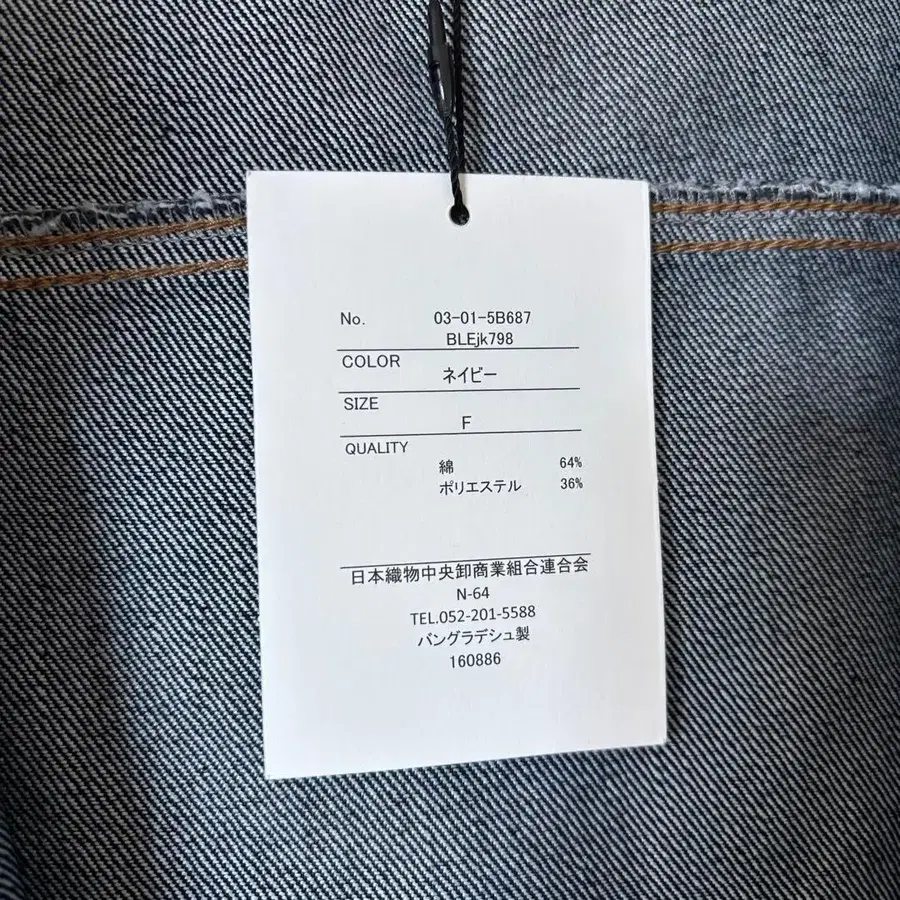 No. 03-01-5B687
BLEjk798
COLOR
ネイビー
SIZE
F
QUALITY
綿 64%
ポリエステル 36%
日本織物中央卸商業組合連合会
N-64
TEL.052-201-5588
バングラデシュ製
160886